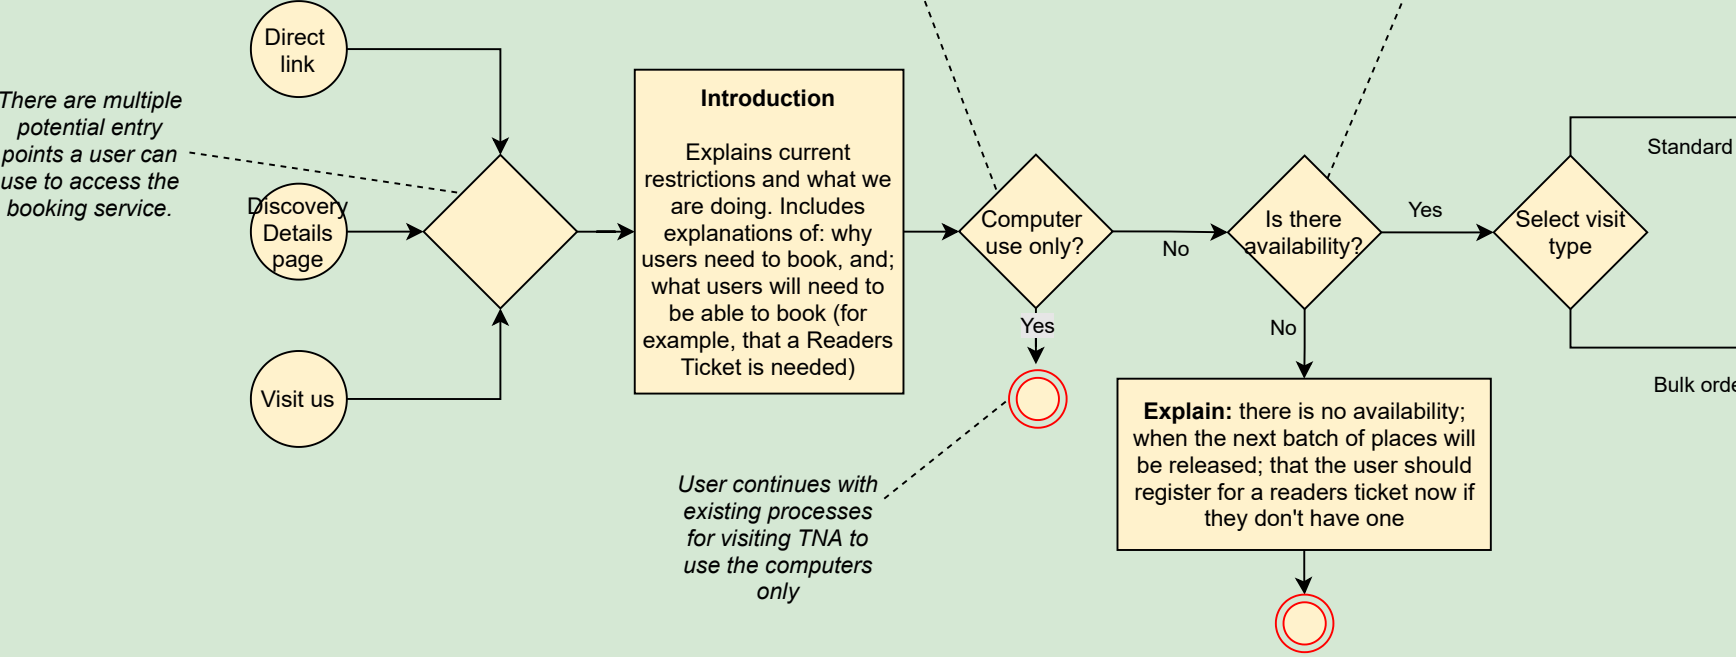 Direct
link
There are multiple
potential entry
points a user can
use to access the
booking service.
Discovery
Details
page
Visit us
Introduction
Explains current
restrictions and what we
are doing. Includes
explanations of: why
users need to book, and;
what users will need to
be able to book (for
example, that a Readers
Ticket is needed)
Computer
use only?
No
Yes
User continues with
existing processes
for visiting TNA to
use the computers
only
Is there
availability?
Yes
No
Explain: there is no availability;
when the next batch of places will
be released; that the user should
register for a readers ticket now if
they don't have one
Select visit
type
Standard
Bulk